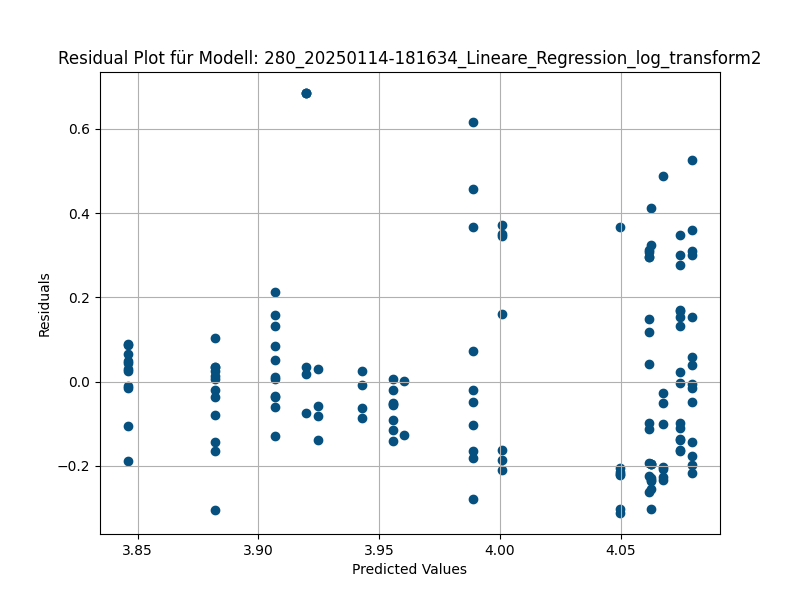 Residual Plot für Modell: 280_20250114-181634_Lineare_Regression_log_transform2
Residuals
0.6
0.4
0.2
0.0
−0.2
3.85 3.90 3.95 4.00 4.05
Predicted Values